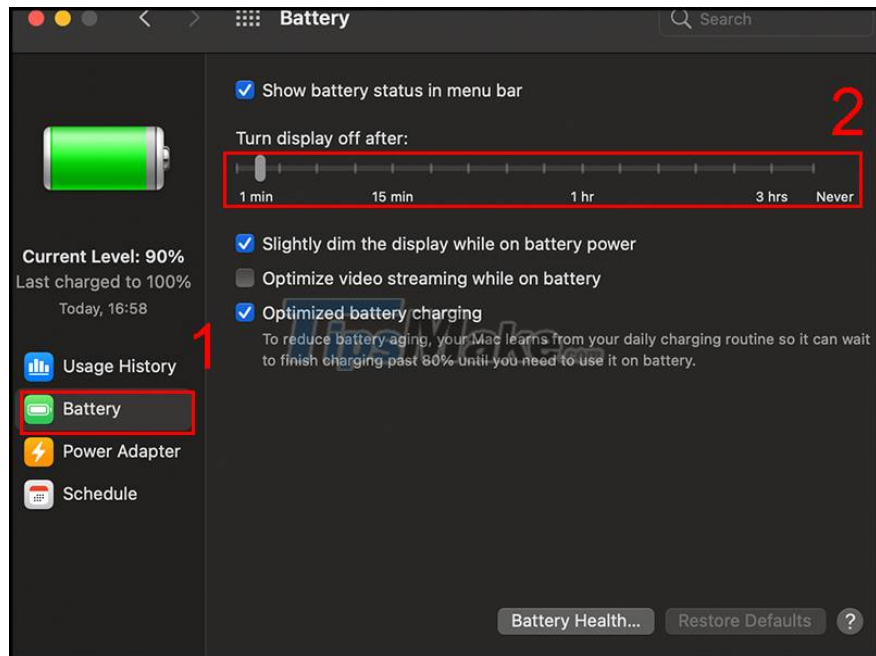 Battery
Search
Current Level: 90%
Last charged to 100%
Today, 16:58
1
Usage History
Battery
Power Adapter
Schedule
Show battery status in menu bar
2
Turn display off after:
1 min 15 min 1 hr 3 hrs Never
Slightly dim the display while on battery power
Optimize video streaming while on battery
Optimized battery charging
To reduce battery aging, your Mac learns from your daily charging routine so it can wait
to finish charging past 80% until you need to use it on battery.
TipsMake.com
Battery Health...
Restore Defaults
?